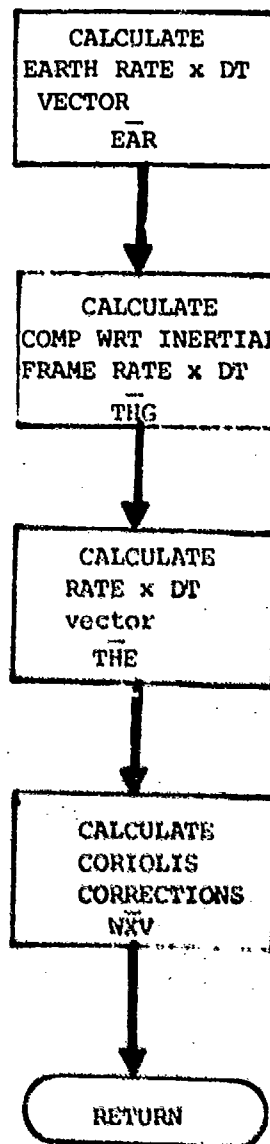 CALCULATE
EARTH RATE x DT
VECTOR
EAR
CALCULATE
COMP WRT INERTIAL
FRAME RATE x DT
THG
CALCULATE
RATE x DT
vector
THE
CALCULATE
CORIOLIS
CORRECTIONS
NXV
RETURN